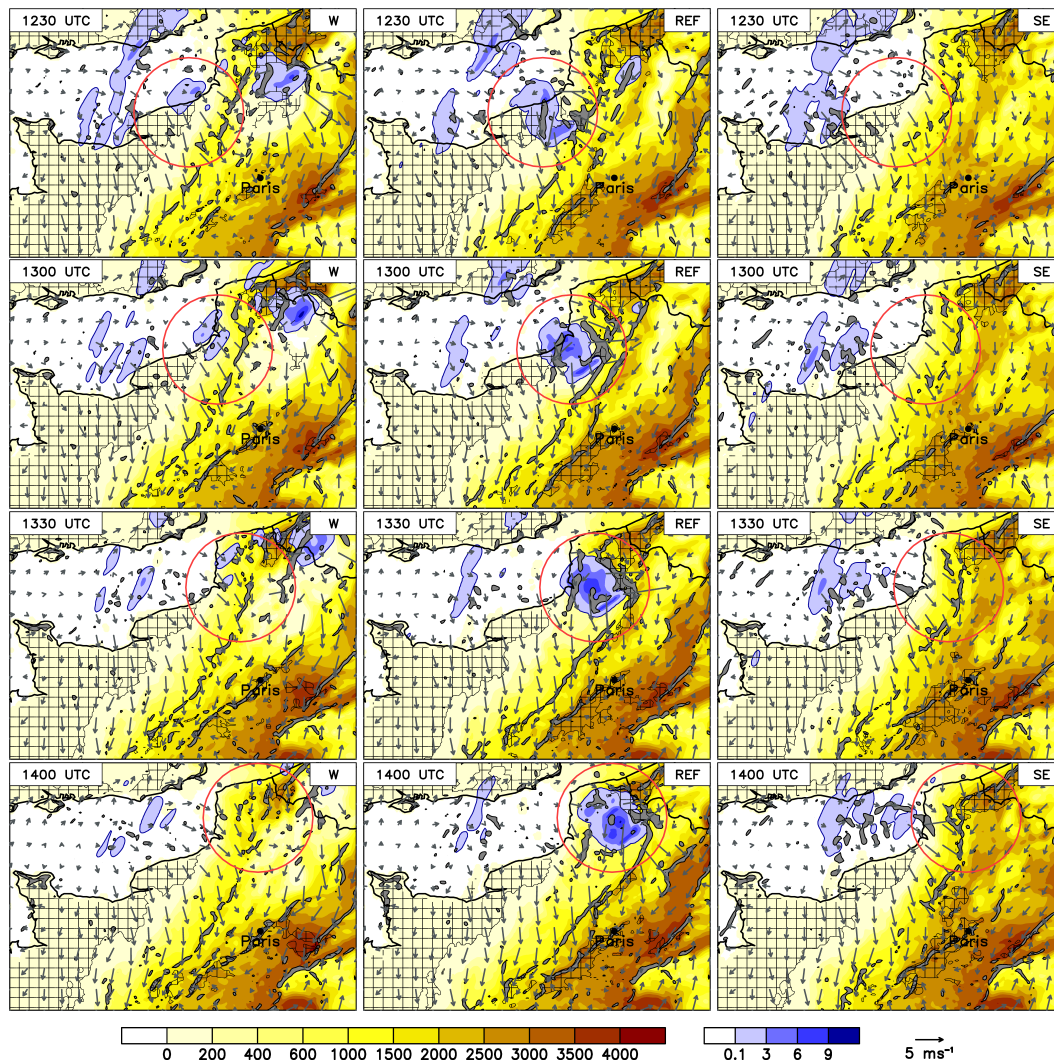 1230 UTC W 1230 UTC REF 1230 UTC SE
Paris Paris Paris
1300 UTC W 1300 UTC REF 1300 UTC SE
Paris Paris Paris
1330 UTC W 1330 UTC REF 1330 UTC SE
Paris Paris Paris
1400 UTC W 1400 UTC REF 1400 UTC SE
Paris Paris Paris
0 200 400 600 1000 1500 2000 2500 3000 3500 4000 0.1 3 6 9 5 ms⁻¹